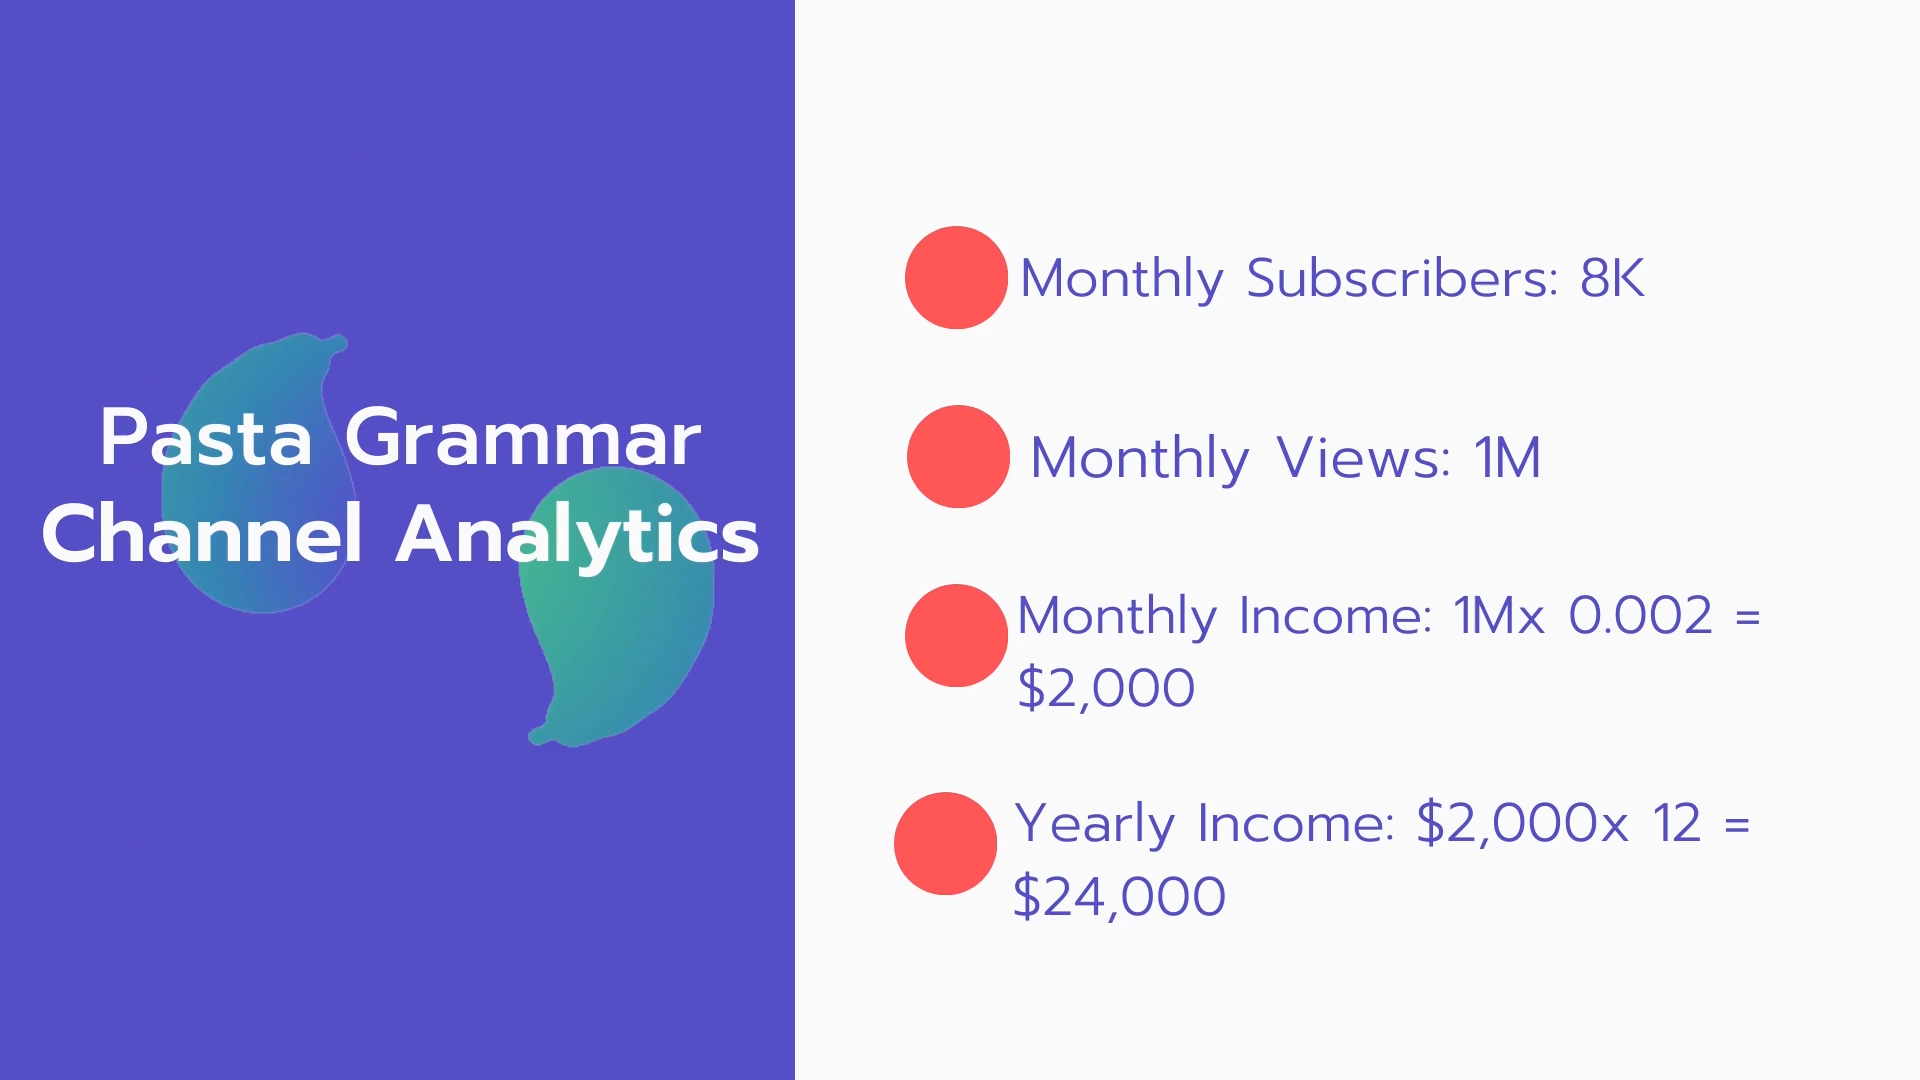 Pasta Grammar
Channel Analytics
Monthly Subscribers: 8K
Monthly Views: 1M
Monthly Income: 1Mx 0.002 =
$2,000
Yearly Income: $2,000x 12 =
$24,000